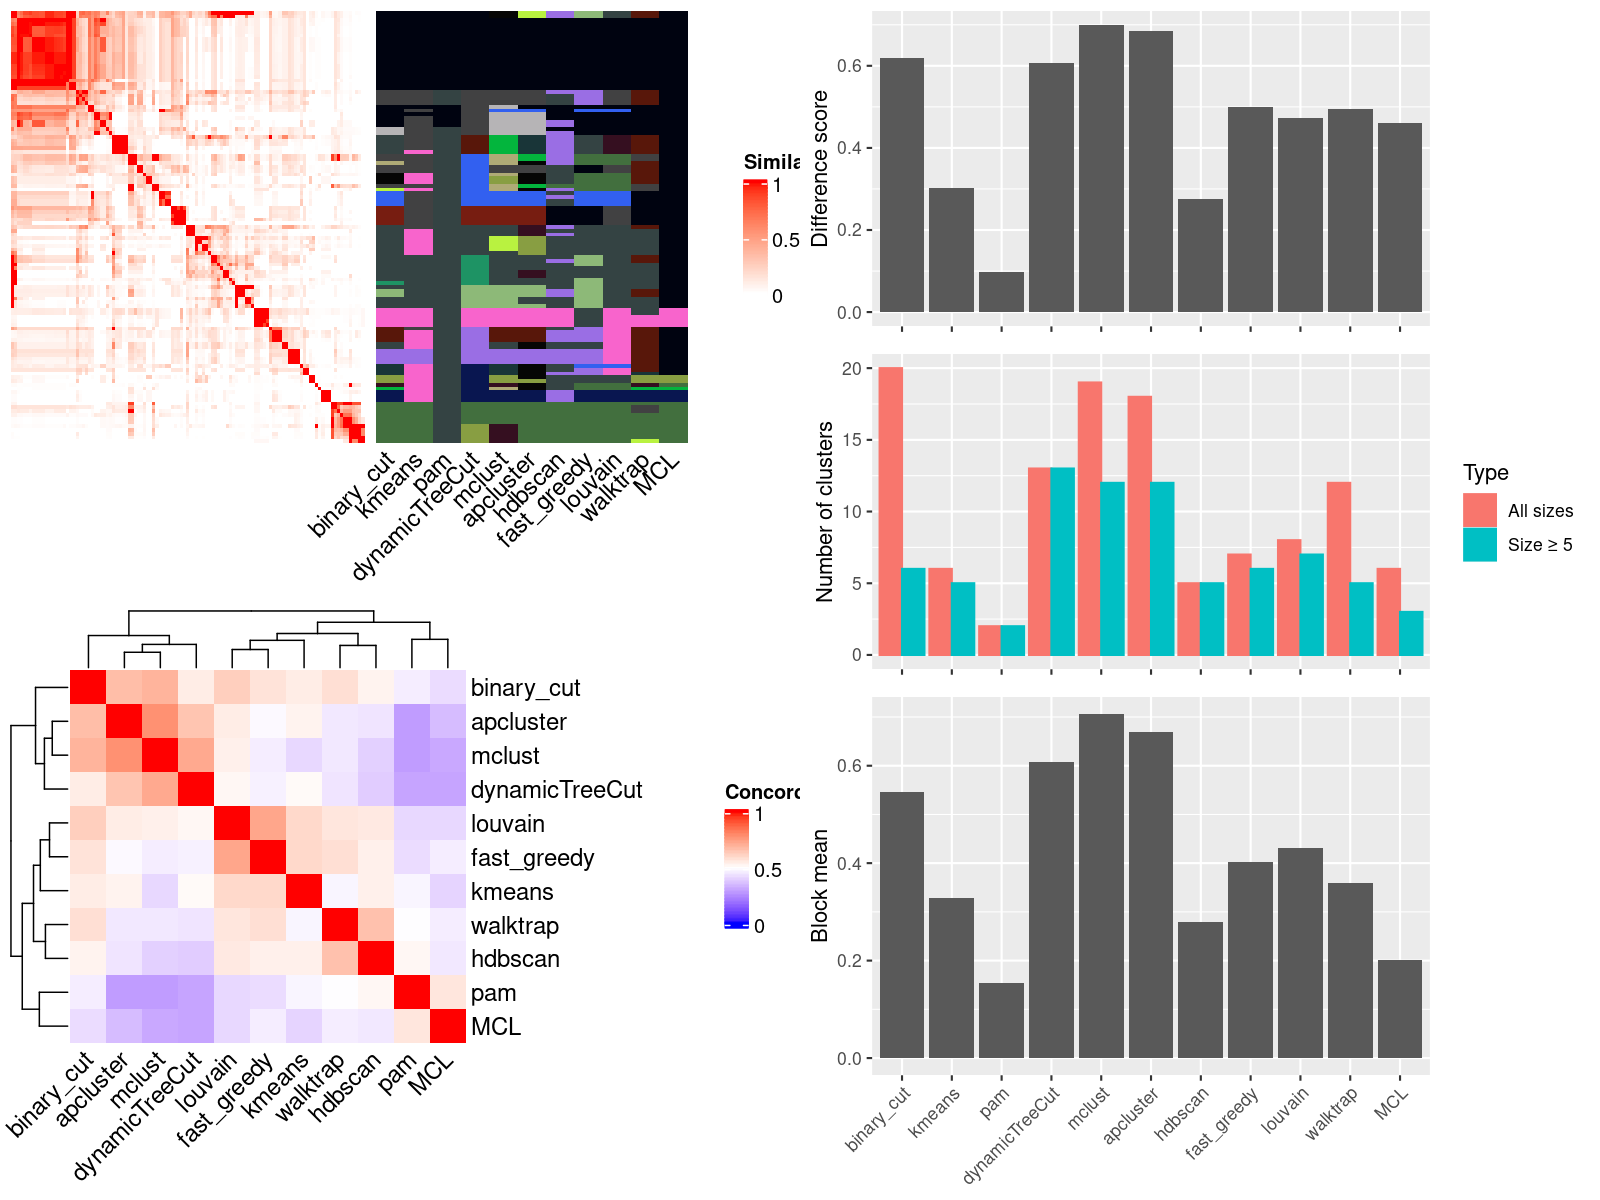 Simila
1
0.5
0
binary_cut
kmeans
pam
dynamicTreeCut
mclust
apcluster
hdbscan
fast_greedy
louvain
walktrap
MCL
Difference score
0.6
0.4
0.2
0.0
Number of clusters
20
15
10
5
0
Type
All sizes
Size ≥ 5
binary_cut
apcluster
mclust
dynamicTreeCut
louvain
fast_greedy
kmeans
walktrap
hdbscan
pam
MCL
binary_cut
apcluster
mclust
dynamicTreeCut
louvain
fast_greedy
kmeans
walktrap
hdbscan
pam
MCL
Concord
1
0.5
0
Block mean
0.6
0.4
0.2
0.0
binary_cut
kmeans
pam
dynamicTreeCut
mclust
apcluster
hdbscan
fast_greedy
louvain
walktrap
MCL